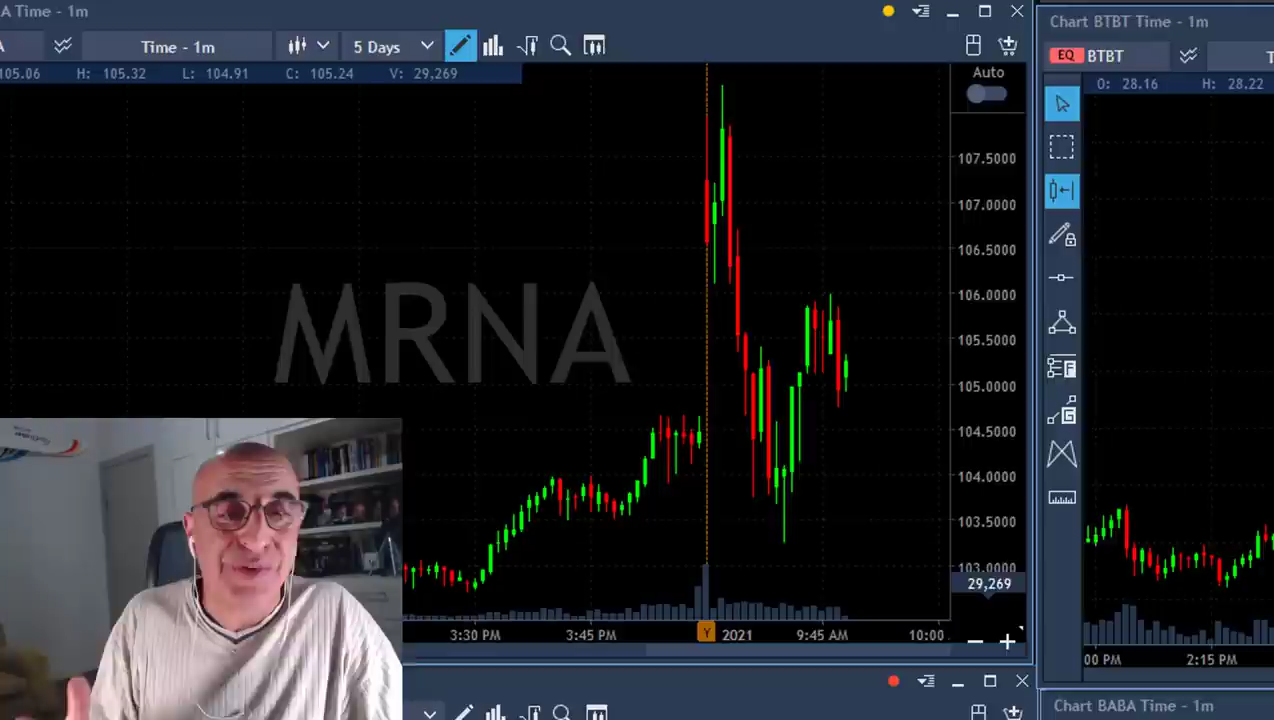 A Time - 1m
A Time - 1m 5 Days
105.06 H: 105.32 L: 104.91 C: 105.24 V: 29,269
Auto
107.5000
107.0000
106.5000
106.0000
105.5000
105.0000
104.5000
104.0000
103.5000
103.0000
29,269
MRNA
3:30 PM 3:45 PM Y 2021 9:45 AM 10:00
Chart BTBT Time - 1m
EQ BTBT T
O: 28.16 H: 28.22
F
G
:00 PM 2:15 PM
Chart BABA Time - 1m